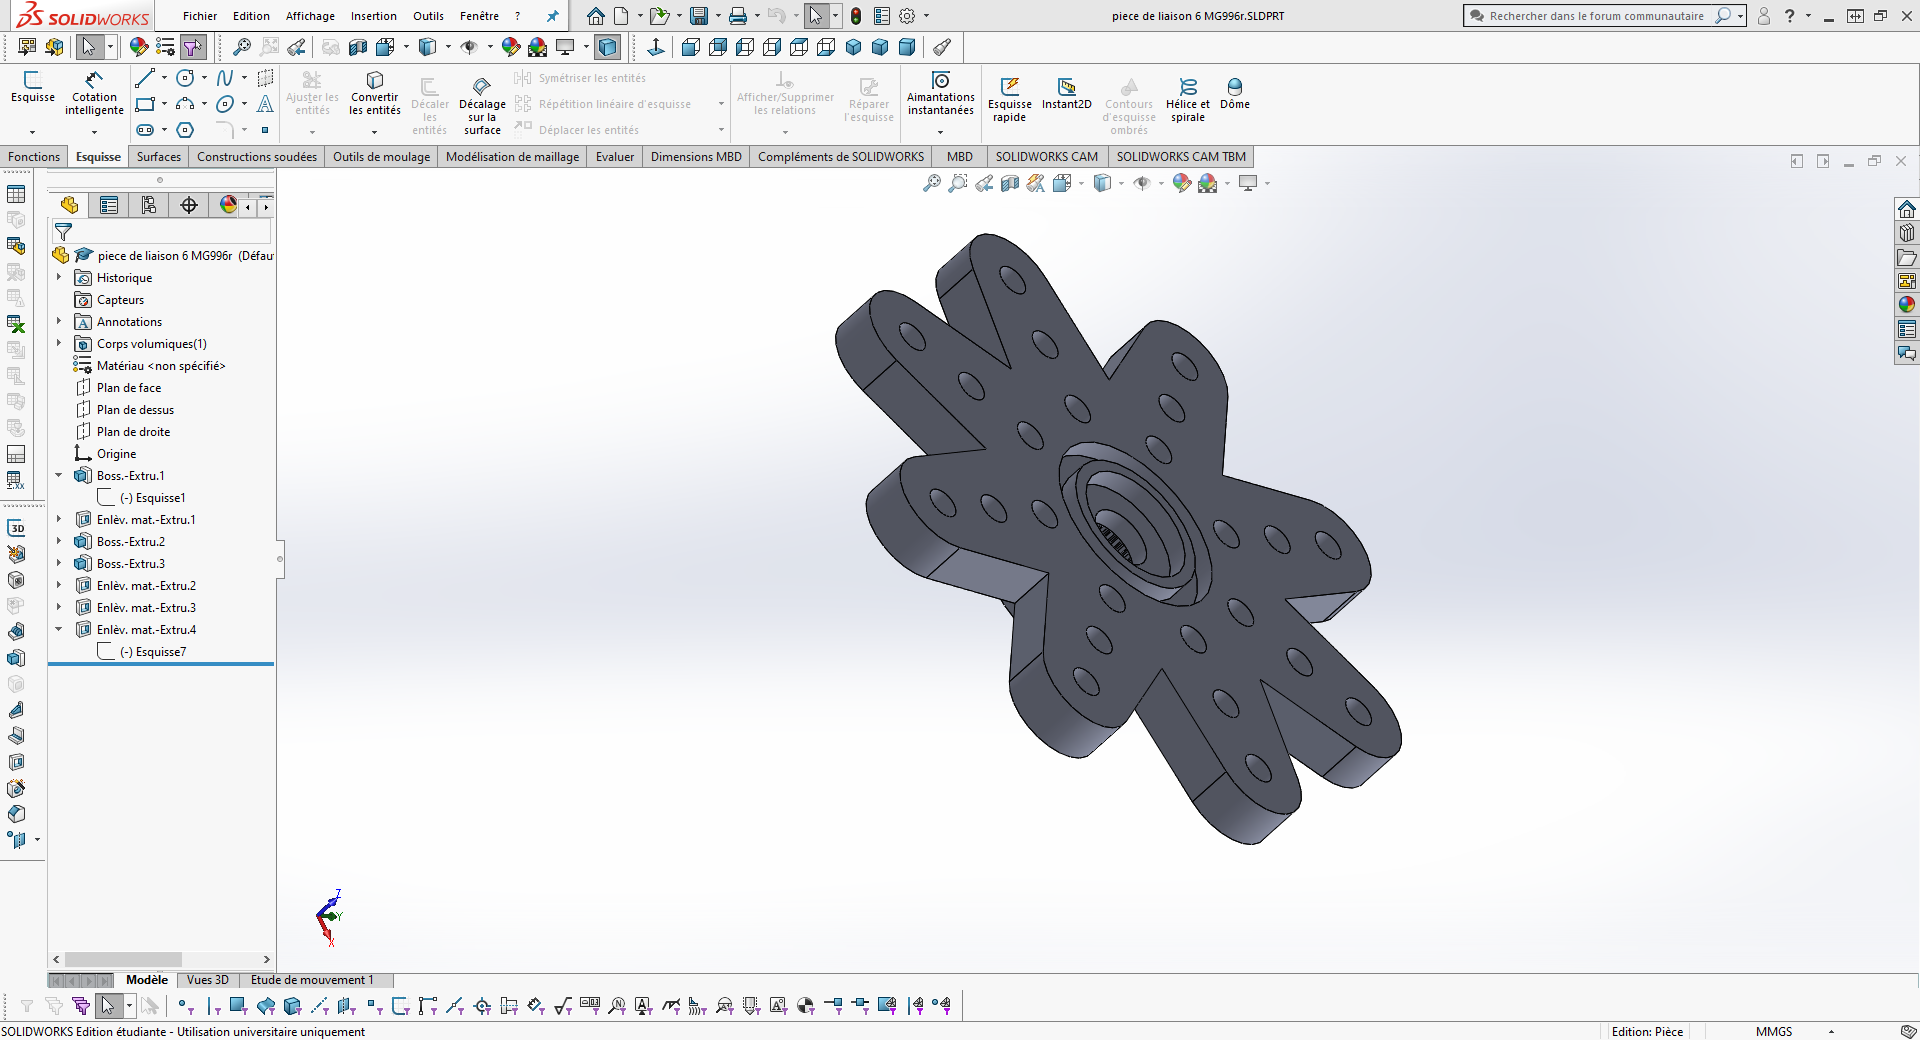 SOLIDWORKS
Fichier Edition Affichage Insertion Outils Fenêtre ?
piece de liaison 6 MG996r.SLDPRT
Rechercher dans le forum communautaire
?
Esquisse
Cotation intelligente
Ajuster les entités
Convertir les entités
Décaler les entités
Décalage sur la surface
Symétriser les entités
Répétition linéaire d'esquisse
Déplacer les entités
Afficher/Supprimer les relations
Réparer l'esquisse
Aimantations instantanées
Esquisse rapide
Instant2D
Contours d'esquisse ombrés
Hélice et spirale
Dôme
Fonctions Esquisse Surfaces Constructions soudées Outils de moulage Modélisation de maillage Evaluer Dimensions MBD Compléments de SOLIDWORKS MBD SOLIDWORKS CAM SOLIDWORKS CAM TBM
piece de liaison 6 MG996r (Défau
Historique
Capteurs
Annotations
Corps volumiques(1)
Matériau <non spécifié>
Plan de face
Plan de dessus
Plan de droite
Origine
Boss.-Extru.1
(-) Esquisse1
Enlèv. mat.-Extru.1
Boss.-Extru.2
Boss.-Extru.3
Enlèv. mat.-Extru.2
Enlèv. mat.-Extru.3
Enlèv. mat.-Extru.4
(-) Esquisse7
3D
Z
Y
X
Modèle Vues 3D Etude de mouvement 1
SOLIDWORKS Edition étudiante - Utilisation universitaire uniquement
Edition: Pièce
MMGS